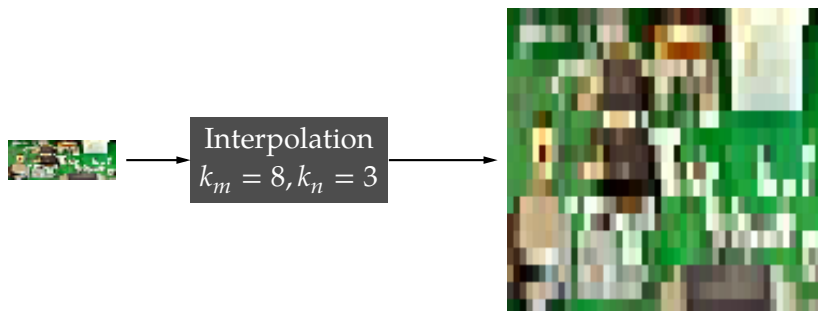 Interpolation
k_m = 8, k_n = 3